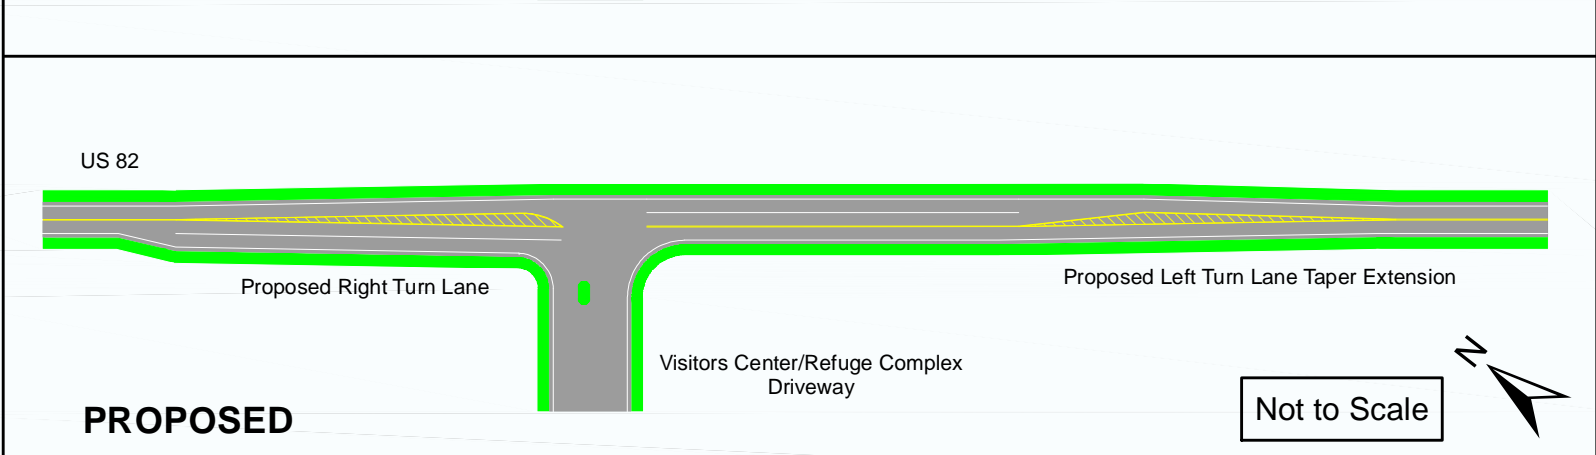 US 82
Proposed Right Turn Lane
Proposed Left Turn Lane Taper Extension
Visitors Center/Refuge Complex
Driveway
N
PROPOSED
Not to Scale